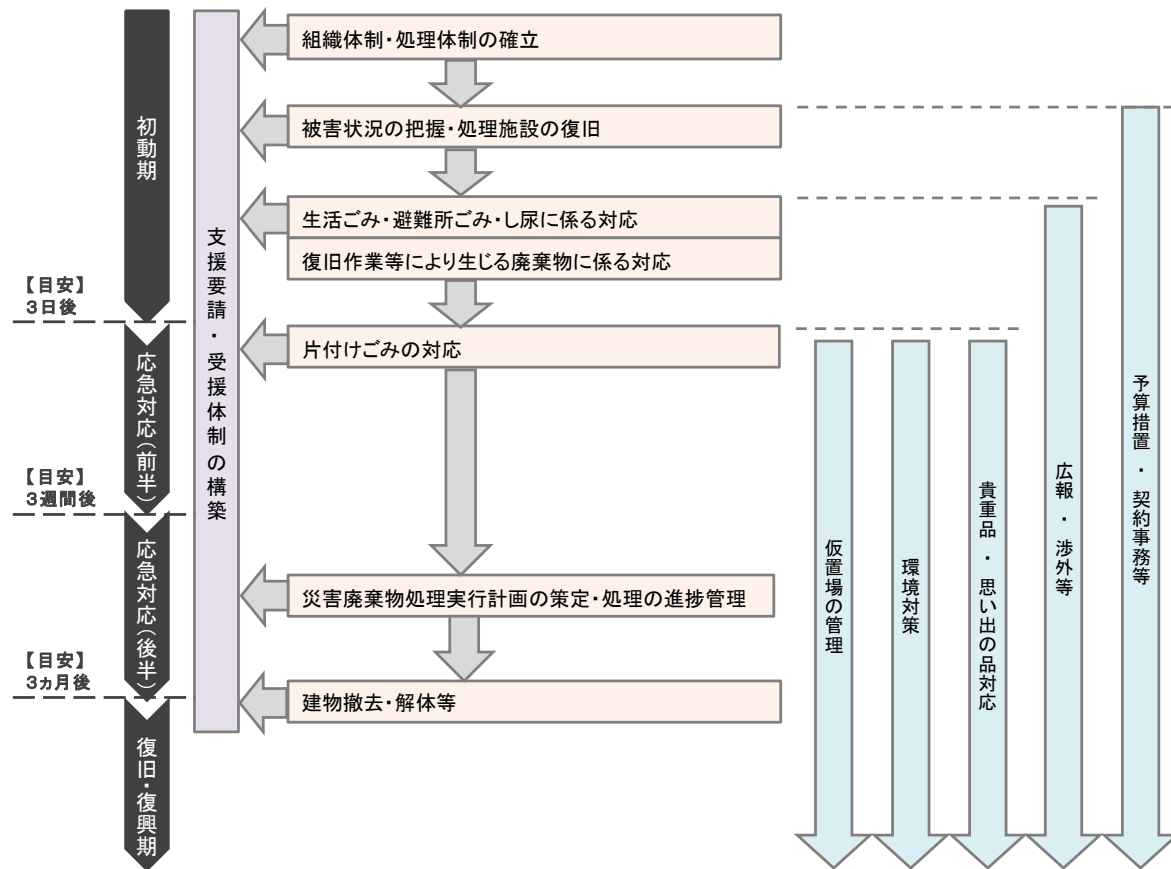 初動期
【目安】
3日後
応急対応(前半)
【目安】
3週間後
応急対応(後半)
【目安】
3ヵ月後
復旧・復興期
支援要請・受援体制の構築
組織体制・処理体制の確立
被害状況の把握・処理施設の復旧
生活ごみ・避難所ごみ・し尿に係る対応
復旧作業等により生じる廃棄物に係る対応
片付けごみの対応
災害廃棄物処理実行計画の策定・処理の進捗管理
建物撤去・解体等
仮置場の管理
環境対策
貴重品・思い出の品対応
広報・渉外等
予算措置・契約事務等